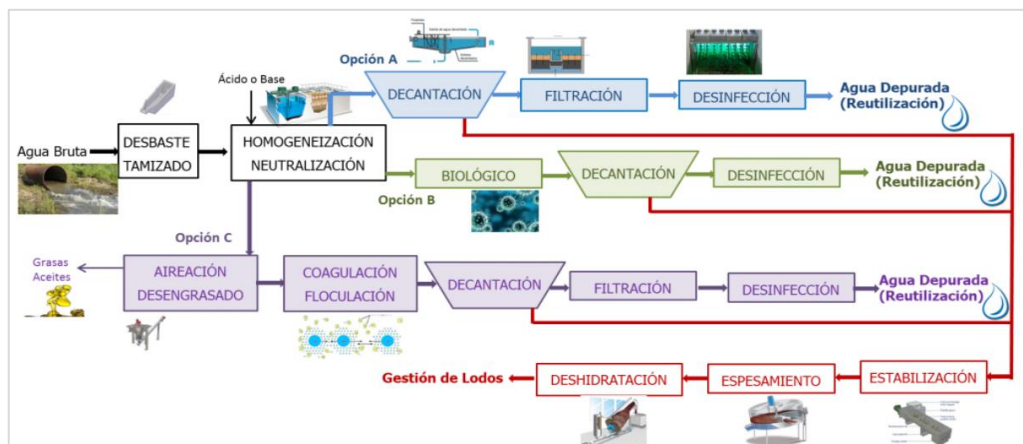 Opción A
Ácido o Base
DECANTACIÓN
FILTRACIÓN
DESINFECCIÓN
Agua Depurada
(Reutilización)
Agua Bruta
DESBASTE
TAMIZADO
HOMOGENEIZACIÓN
NEUTRALIZACIÓN
BIOLÓGICO
DECANTACIÓN
DESINFECCIÓN
Agua Depurada
(Reutilización)
Opción B
Opción C
Grasas
Aceites
AIREACIÓN
DESENGRASADO
COAGULACIÓN
FLOCULACIÓN
DECANTACIÓN
FILTRACIÓN
DESINFECCIÓN
Agua Depurada
(Reutilización)
Gestión de Lodos
DESHIDRATACIÓN
ESPESAMIENTO
ESTABILIZACIÓN